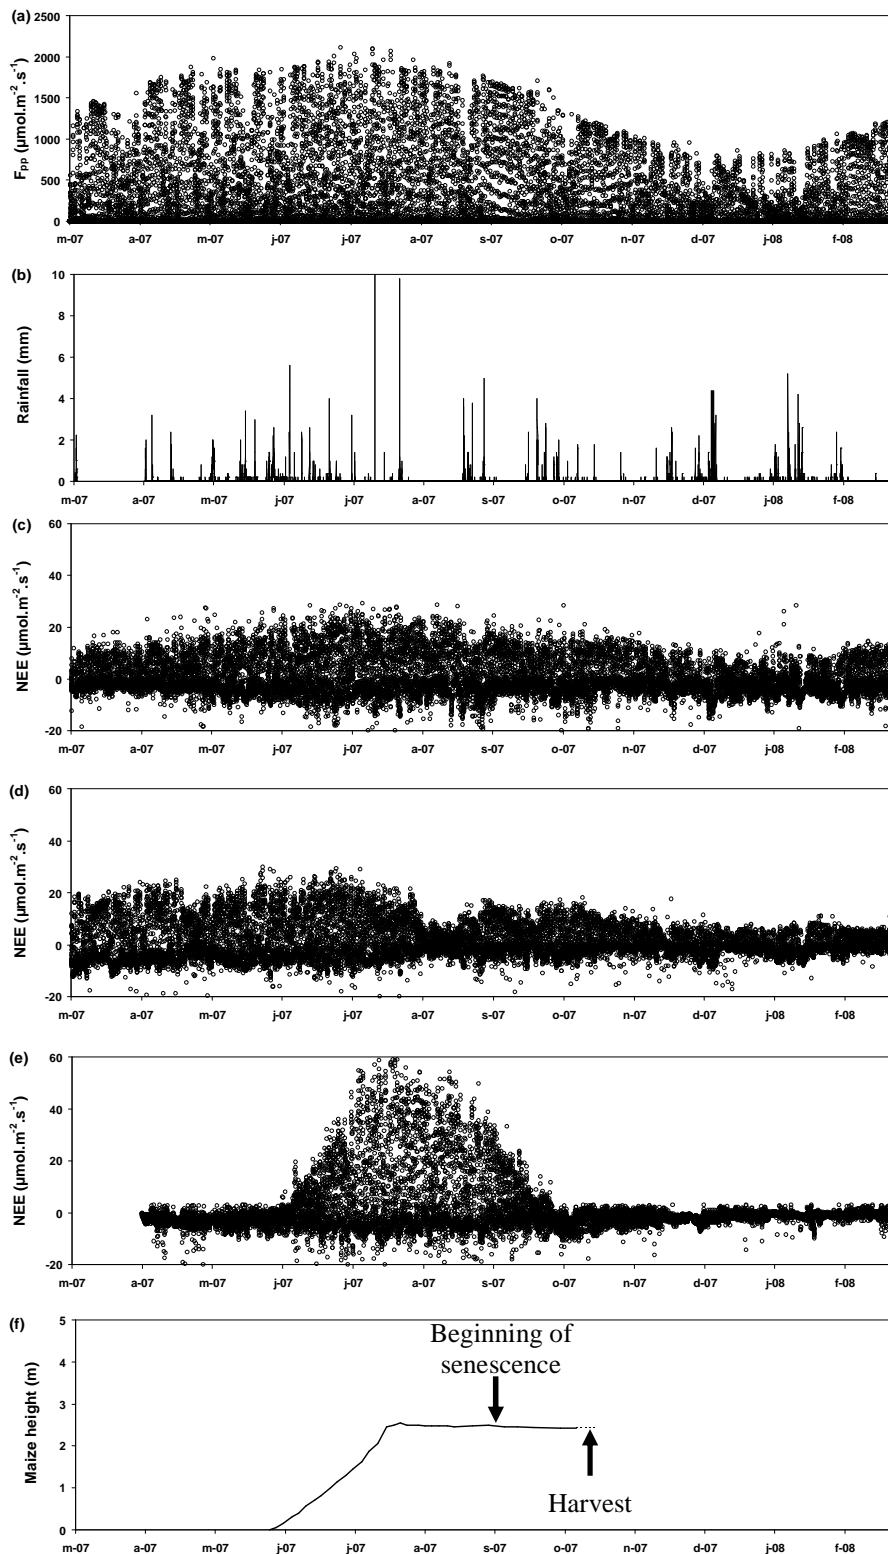 (a)
2500
2000
1500
1000
500
0
Fpp (µmol.m-2.s-1)
m-07 a-07 m-07 j-07 j-07 a-07 s-07 o-07 n-07 d-07 j-08 f-08
(b)
10
8
6
4
2
0
Rainfall (mm)
m-07 a-07 m-07 j-07 j-07 a-07 s-07 o-07 n-07 d-07 j-08 f-08
(c)
60
40
20
0
-20
NEE (µmol.m-2.s-1)
m-07 a-07 m-07 j-07 j-07 a-07 s-07 o-07 n-07 d-07 j-08 f-08
(d)
60
40
20
0
-20
NEE (µmol.m-2.s-1)
m-07 a-07 m-07 j-07 j-07 a-07 s-07 o-07 n-07 d-07 j-08 f-08
(e)
60
40
20
0
-20
NEE (µmol.m-2.s-1)
m-07 a-07 m-07 j-07 j-07 a-07 s-07 o-07 n-07 d-07 j-08 f-08
(f)
5
4
3
2
1
0
Maize height (m)
Beginning of
senescence
Harvest
m-07 a-07 m-07 j-07 j-07 a-07 s-07 o-07 n-07 d-07 j-08 f-08